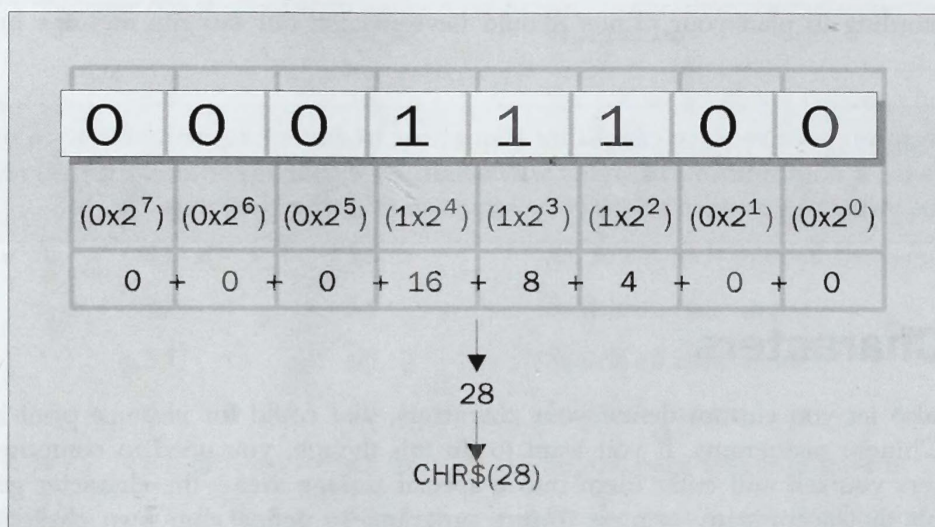 0 0 0 1 1 1 0 0
(0x2⁷) (0x2⁶) (0x2⁵) (1x2⁴) (1x2³) (1x2²) (0x2¹) (0x2⁰)
0 + 0 + 0 + 16 + 8 + 4 + 0 + 0
28
CHR$(28)